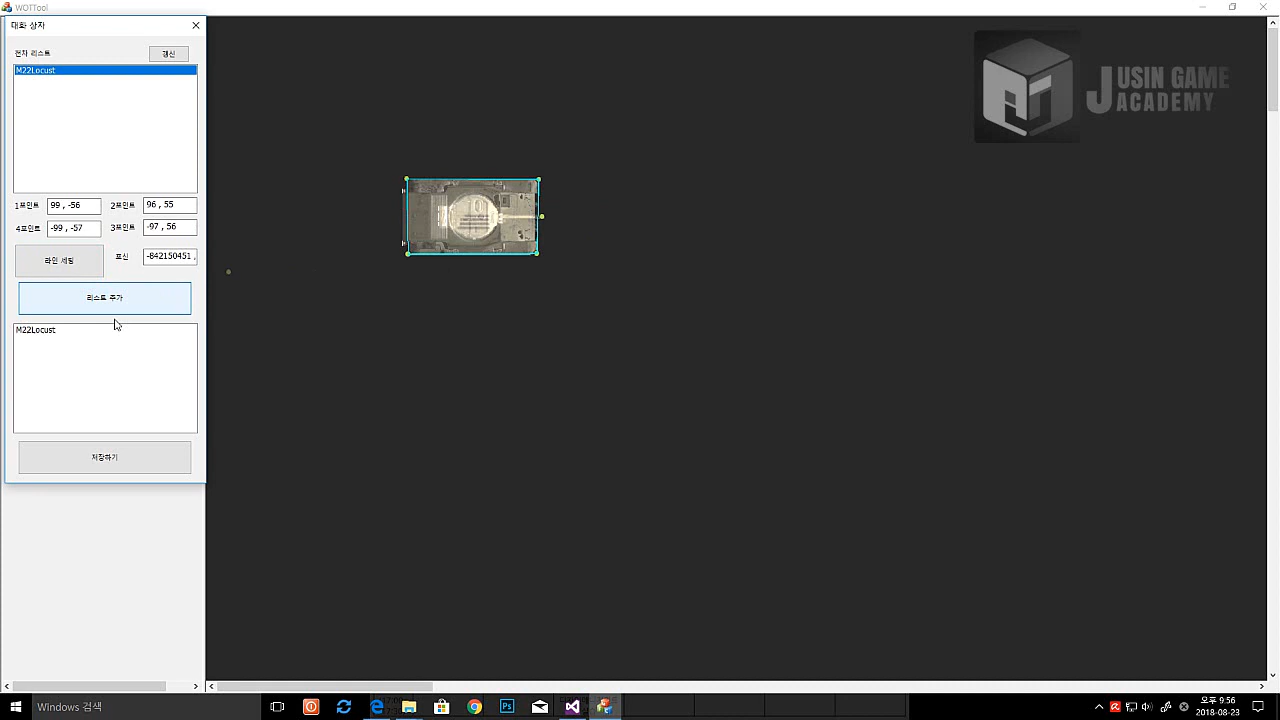 WOTTool
대화 상자
전차 리스트
갱신
M22Locust
1포인트 99 , -56 2포인트 96 , 55
4포인트 -99 , -57 3포인트 -97 , 56
라인 세팅 포신 -842150451 ,
리스트 추가
M22Locust
저장하기
JUSIN GAME
ACADEMY
Windows 검색
오후 9:56
2018-08-23